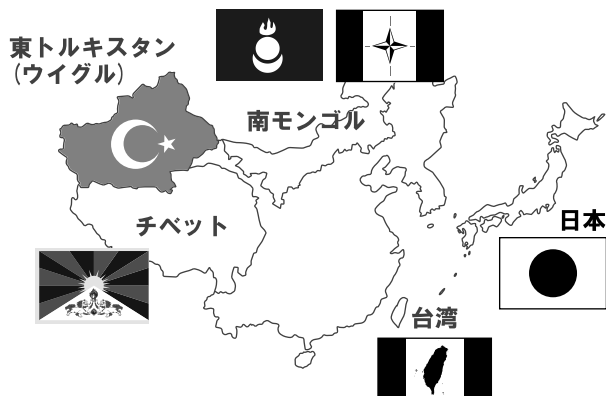 東トルキスタン
(ウイグル)
南モンゴル
チベット
日本
台湾